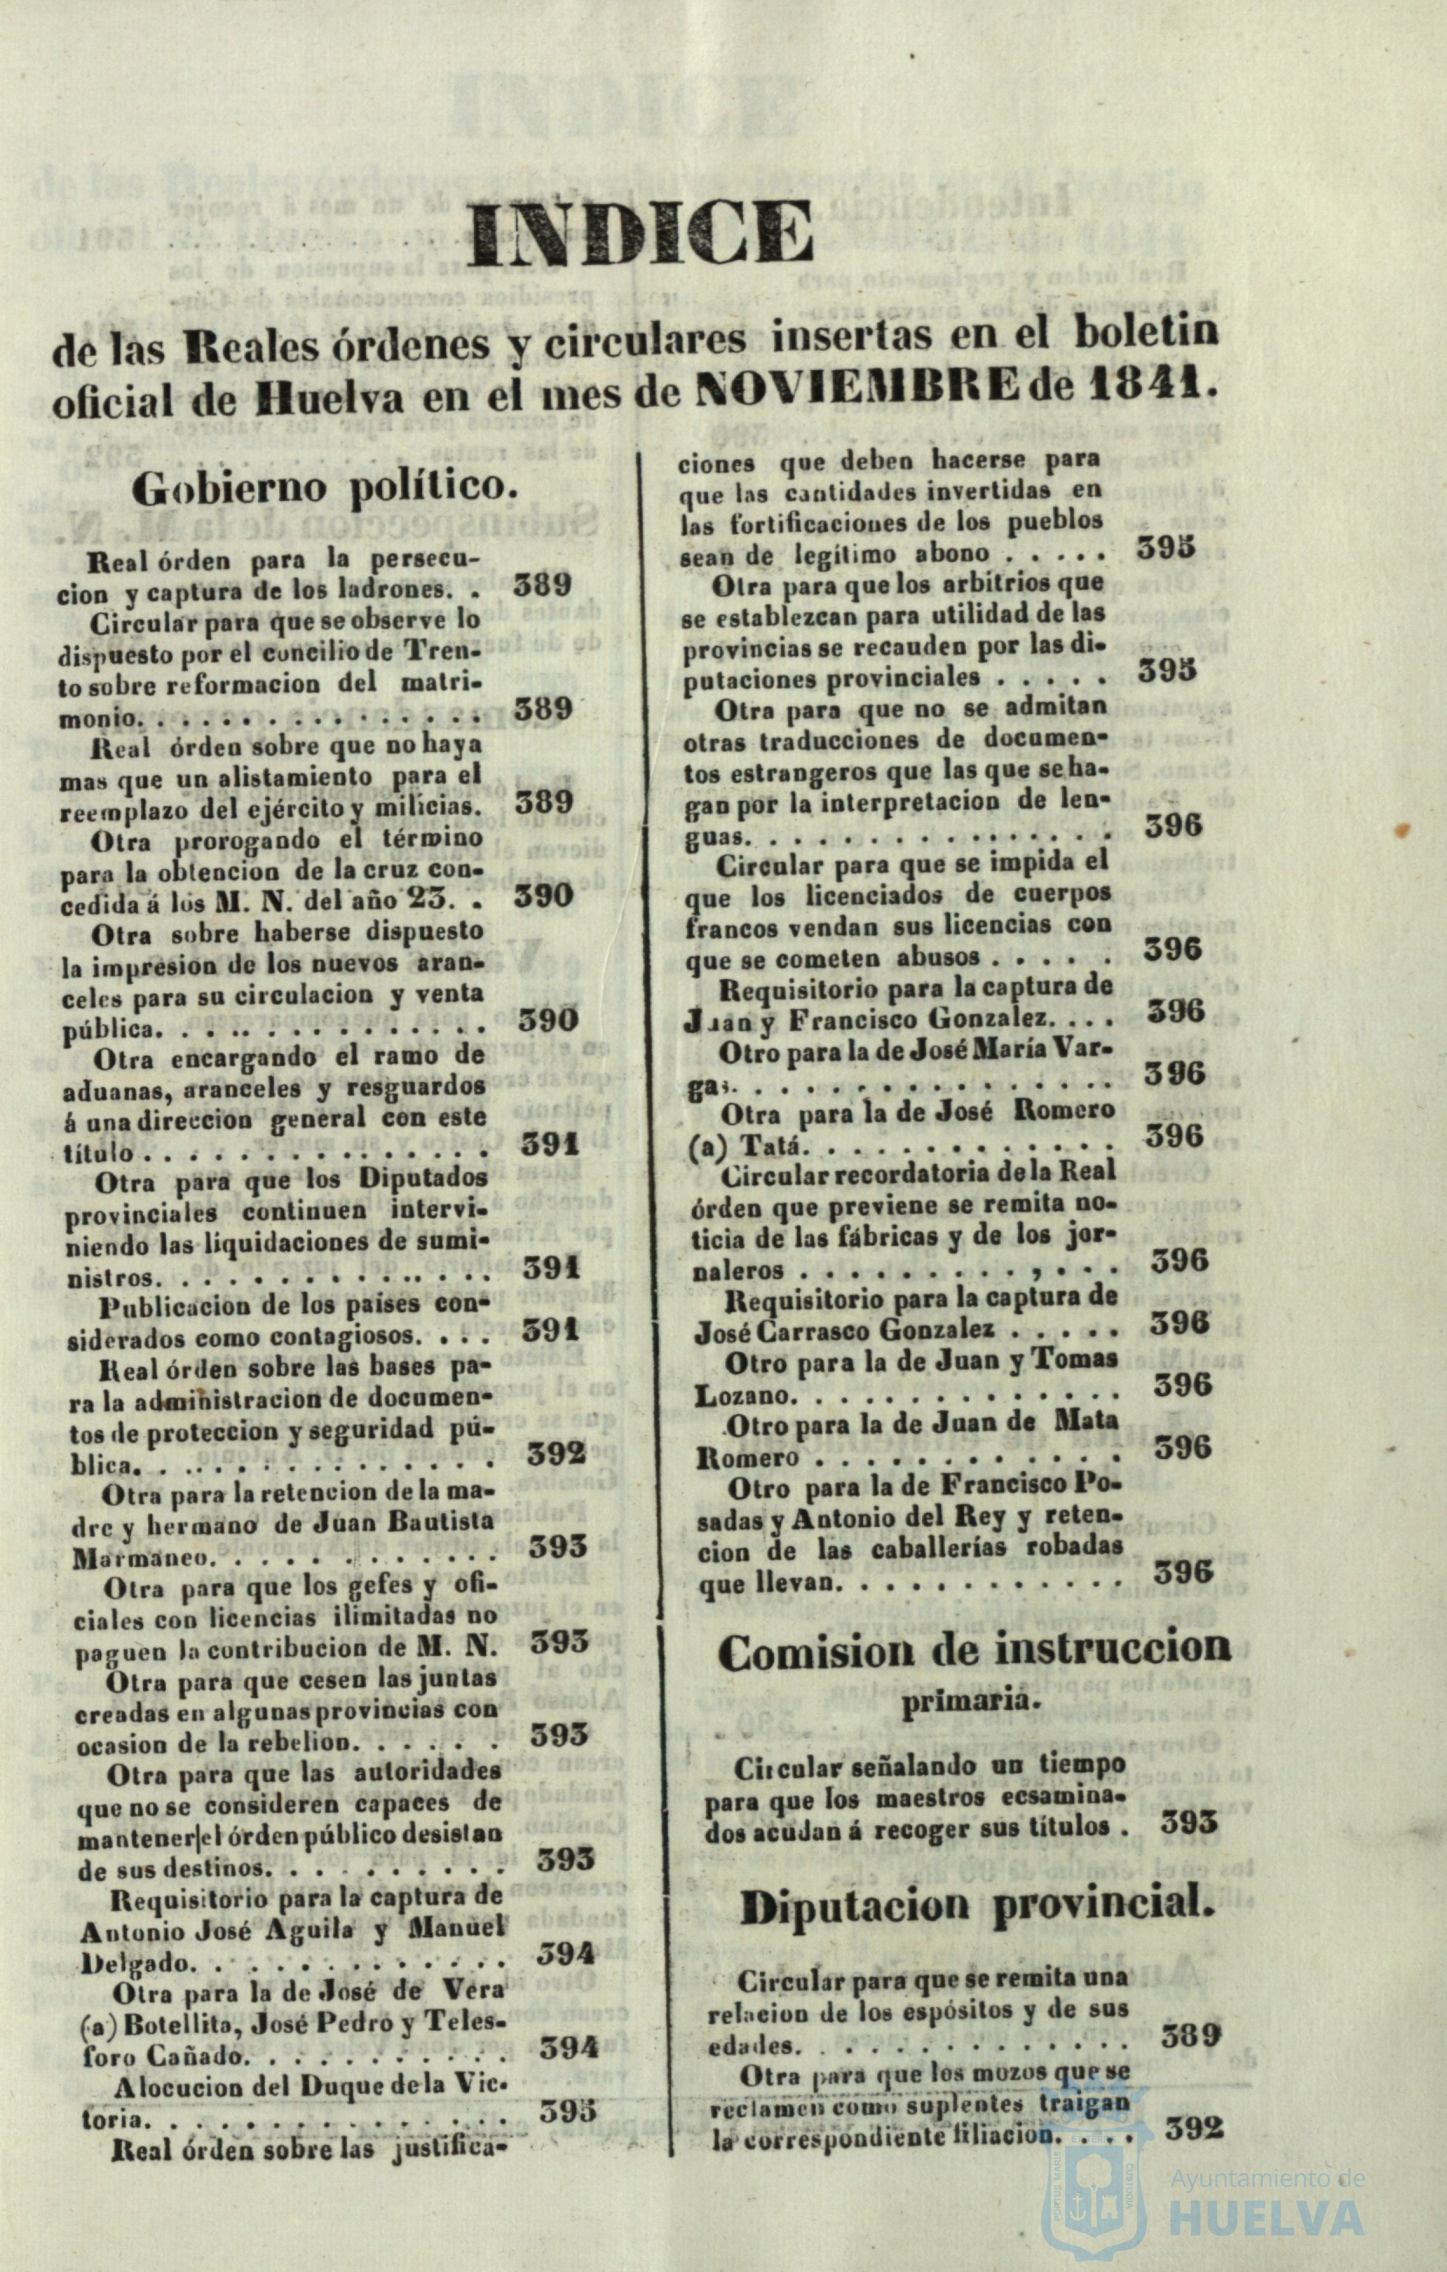 INDICE
de las Reales órdenes y circulares insertas en el boletin
oficial de Huelva en el mes de NOVIEMBRE de 1841.
Gobierno político.
Real órden para la persecu-
cion y captura de los ladrones. . 389
Circular para que se observe lo
dispuesto por el concilio de Tren-
to sobre reformacion del matri-
monio. . . . . . . . . . . . . . . 389
Real órden sobre que no haya
mas que un alistamiento para el
reemplazo del ejército y milicias. 389
Otra prorogando el término
para la obtencion de la cruz con-
cedida á los M. N. del año 23. . 390
Otra sobre haberse dispuesto
la impresion de los nuevos aran-
celes para su circulacion y venta
pública. . . . . . . . . . . . . . 390
Otra encargando el ramo de
aduanas, aranceles y resguardos
á una direccion general con este
título . . . . . . . . . . . . . . . 391
Otra para que los Diputados
provinciales continuen intervi-
niendo las liquidaciones de sumi-
nistros. . . . . . . . . . . . . . . 391
Publicacion de los países con-
siderados como contagiosos. . . . 391
Real órden sobre las bases pa-
ra la administracion de documen-
tos de proteccion y seguridad pú-
blica. . . . . . . . . . . . . . . 392
Otra para la retencion de la ma-
dre y hermano de Juan Bautista
Marmaneo. . . . . . . . . . . . 393
Otra para que los gefes y ofi-
ciales con licencias ilimitadas no
paguen la contribucion de M. N. 393
Otra para que cesen las juntas
creadas en algunas provincias con
ocasion de la rebelion. . . . . . 393
Otra para que las autoridades
que no se consideren capaces de
mantener el órden público desistan
de sus destinos. . . . . . . . . . 393
Requisitorio para la captura de
Antonio José Aguila y Manuel
Delgado. . . . . . . . . . . . . 394
Otra para la de José de Vera
(a) Botellita, José Pedro y Teles-
foro Cañado. . . . . . . . . . . 394
Alocucion del Duque de la Vic-
toria. . . . . . . . . . . . . . . 395
Real órden sobre las justifica-
ciones que deben hacerse para
que las cantidades invertidas en
las fortificaciones de los pueblos
sean de legítimo abono . . . . . 395
Otra para que los arbitrios que
se establezcan para utilidad de las
provincias se recauden por las di-
putaciones provinciales . . . . . 395
Otra para que no se admitan
otras traducciones de documen-
tos estrangeros que las que se ha-
gan por la interpretacion de len-
guas. . . . . . . . . . . . . . . . 396
Circular para que se impida el
que los licenciados de cuerpos
francos vendan sus licencias con
que se cometen abusos . . . . . 396
Requisitorio para la captura de
Juan y Francisco Gonzalez. . . . 396
Otro para la de José María Var-
gas. . . . . . . . . . . . . . . . . 396
Otra para la de José Romero
(a) Tatá. . . . . . . . . . . . . . 396
Circular recordatoria de la Real
órden que previene se remita no-
ticia de las fábricas y de los jor-
naleros . . . . . . . . . , . . . 396
Requisitorio para la captura de
José Carrasco Gonzalez . . . . . 396
Otro para la de Juan y Tomas
Lozano. . . . . . . . . . . . . . 396
Otro para la de Juan de Mata
Romero . . . . . . . . . . . . . 396
Otro para la de Francisco Po-
sadas y Antonio del Rey y reten-
cion de las caballerías robadas
que llevan. . . . . . . . . . . . 396
Comision de instruccion
primaria.
Circular señalando un tiempo
para que los maestros ecsamina-
dos acudan á recoger sus títulos . 393
Diputacion provincial.
Circular para que se remita una
relacion de los espósitos y de sus
edades. . . . . . . . . . . . . . 389
Otra para que los mozos que se
reclamen como suplentes traigan
la correspondiente filiacion. . . . 392
Ayuntamiento de
HUELVA